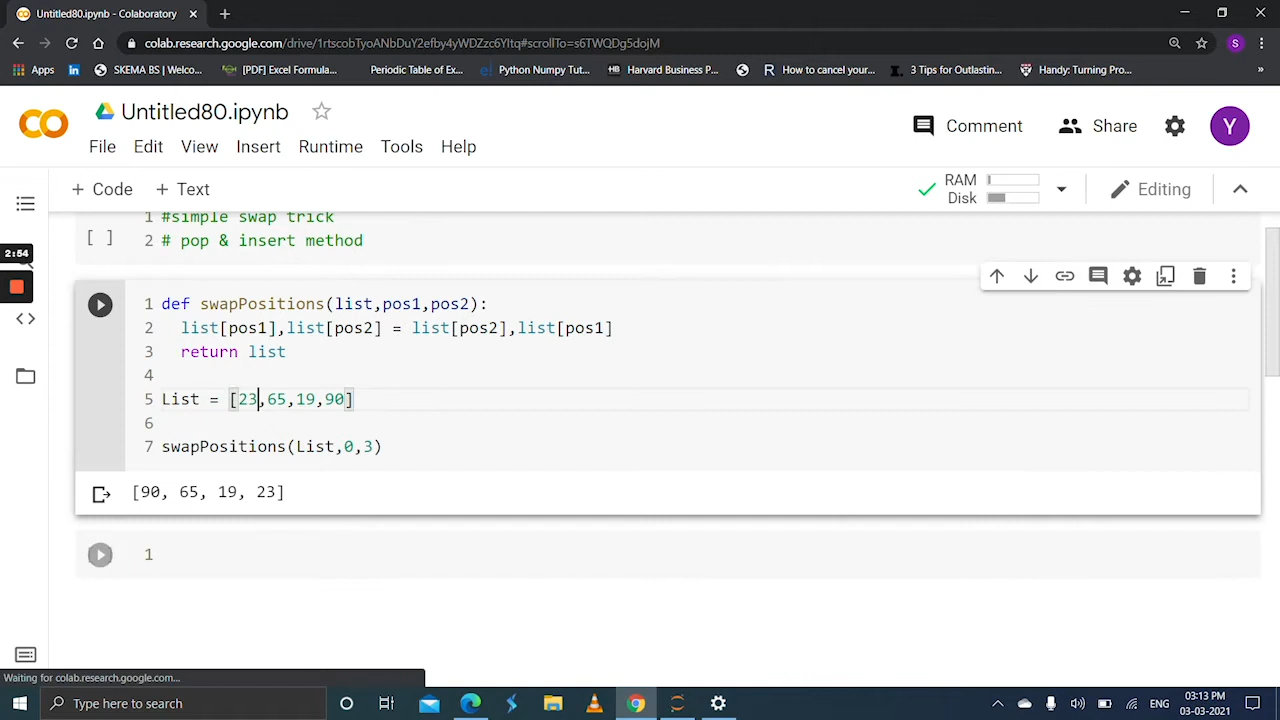 Untitled80.ipynb - Colaboratory
colab.research.google.com/drive/1rtscobTyoANbDuY2efby4yWDZzc6YItq#scrollTo=s6TWQDg5dojM
S
Apps
SKEMA BS | Welco...
[PDF] Excel Formula...
Periodic Table of Ex...
Python Numpy Tut...
Harvard Business P...
How to cancel your...
3 Tips for Outlastin...
Handy: Turning Pro...
»
Untitled80.ipynb
File Edit View Insert Runtime Tools Help
Comment
Share
Y
+ Code + Text
RAM
Disk
Editing
1 #simple swap trick
[ ] 2 # pop & insert method
2:54
1 def swapPositions(list,pos1,pos2):
2 list[pos1],list[pos2] = list[pos2],list[pos1]
3 return list
4
5 List = [23,65,19,90]
6
7 swapPositions(List,0,3)
[90, 65, 19, 23]
1
Waiting for colab.research.google.com...
Type here to search
ENG
03:13 PM
03-03-2021